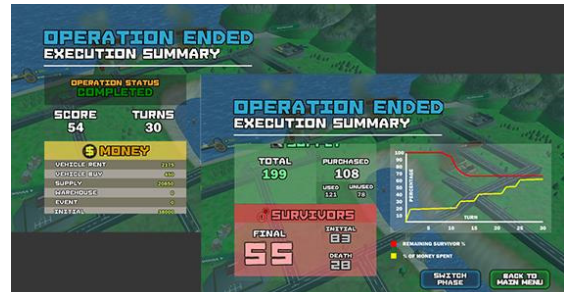 OPERATION ENDED
EXECUTION SUMMARY
OPERATION STATUS
COMPLETED
SCORE
54
TURNS
30
$ MONEY
VEHICLE RENT
VEHICLE BUY
SUPPLY
WAREHOUSE
EVENT
INITIAL
OPERATION ENDED
EXECUTION SUMMARY
SUPPLY
TOTAL
199
PURCHASED
108
USED
121
UNUSED
78
SURVIVORS
FINAL
55
INITIAL
83
DEATH
28
PERCENTAGE
100
90
80
70
60
50
40
30
20
10
5 10 15 20 25 30
TURN
REMAINING SURVIVOR %
% OF MONEY SPENT
SWITCH PHASE
BACK TO MAIN MENU